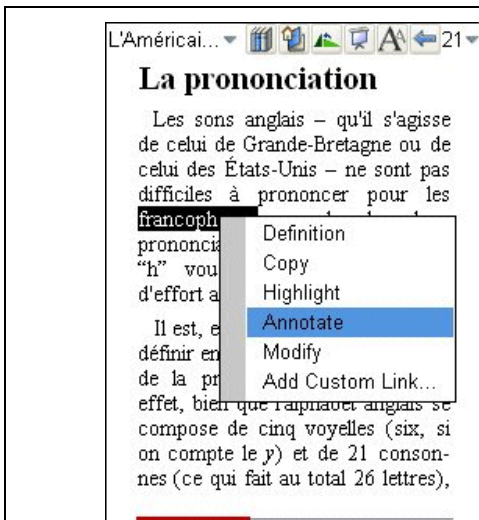 L'Américai... 21
La prononciation
Les sons anglais – qu'il s'agisse
de celui de Grande-Bretagne ou de
celui des États-Unis – ne sont pas
difficiles à prononcer pour les
francoph
prononcia
“h” vou
d'effort a
Definition
Copy
Highlight
Annotate
Modify
Add Custom Link...
Il est, e
définir en
de la pr
effet, bien que l'alphabet anglais se
compose de cinq voyelles (six, si
on compte le y) et de 21 conson-
nes (ce qui fait au total 26 lettres),